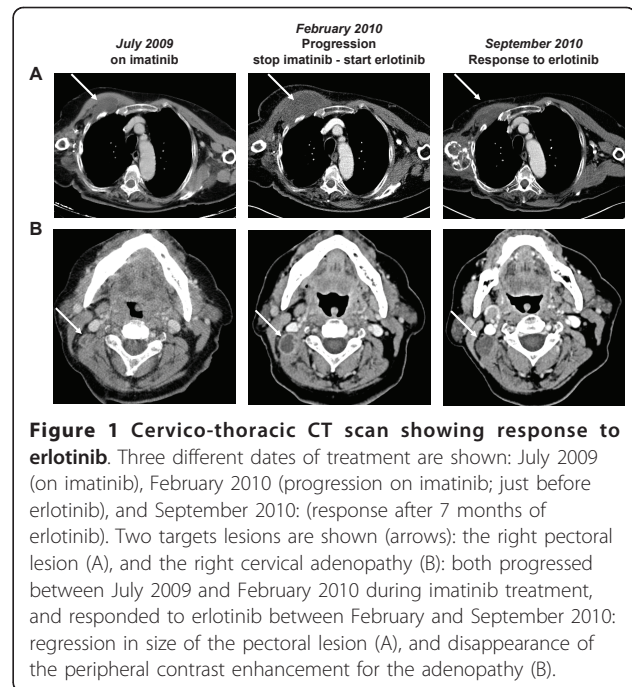 July 2009
on imatinib
February 2010
Progression
stop imatinib - start erlotinib
September 2010
Response to erlotinib
A
B
Figure 1 Cervico-thoracic CT scan showing response to
erlotinib. Three different dates of treatment are shown: July 2009
(on imatinib), February 2010 (progression on imatinib; just before
erlotinib), and September 2010: (response after 7 months of
erlotinib). Two targets lesions are shown (arrows): the right pectoral
lesion (A), and the right cervical adenopathy (B): both progressed
between July 2009 and February 2010 during imatinib treatment,
and responded to erlotinib between February and September 2010:
regression in size of the pectoral lesion (A), and disappearance of
the peripheral contrast enhancement for the adenopathy (B).